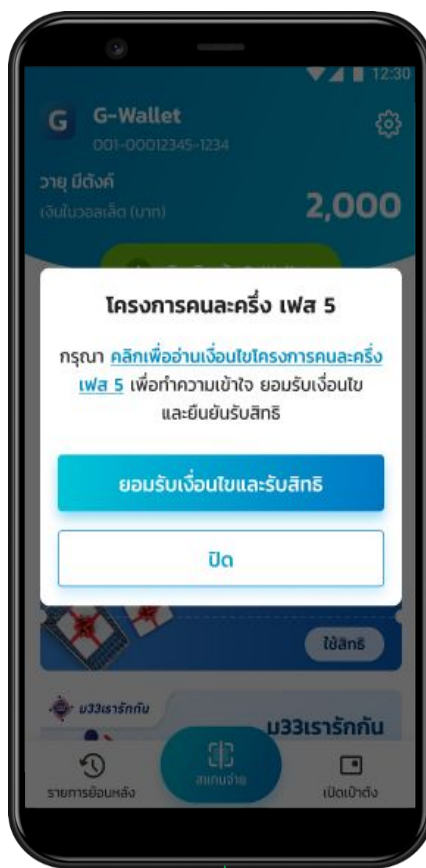 12:30
G G-Wallet
001-00012345-1234
วายุ มีตังค์
เงินในวอลเล็ต (บาท) 2,000
โครงการคนละครึ่ง เฟส 5
กรุณา คลิกเพื่ออ่านเงื่อนไขโครงการคนละครึ่ง
เฟส 5 เพื่อทำความเข้าใจ ยอมรับเงื่อนไข
และยืนยันรับสิทธิ
ยอมรับเงื่อนไขและรับสิทธิ
ปิด
ใช้สิทธิ
ม33เรารักกัน
ม33เรารักกัน
รายการย้อนหลัง
สแกนจ่าย
เปิดเป๋าตัง